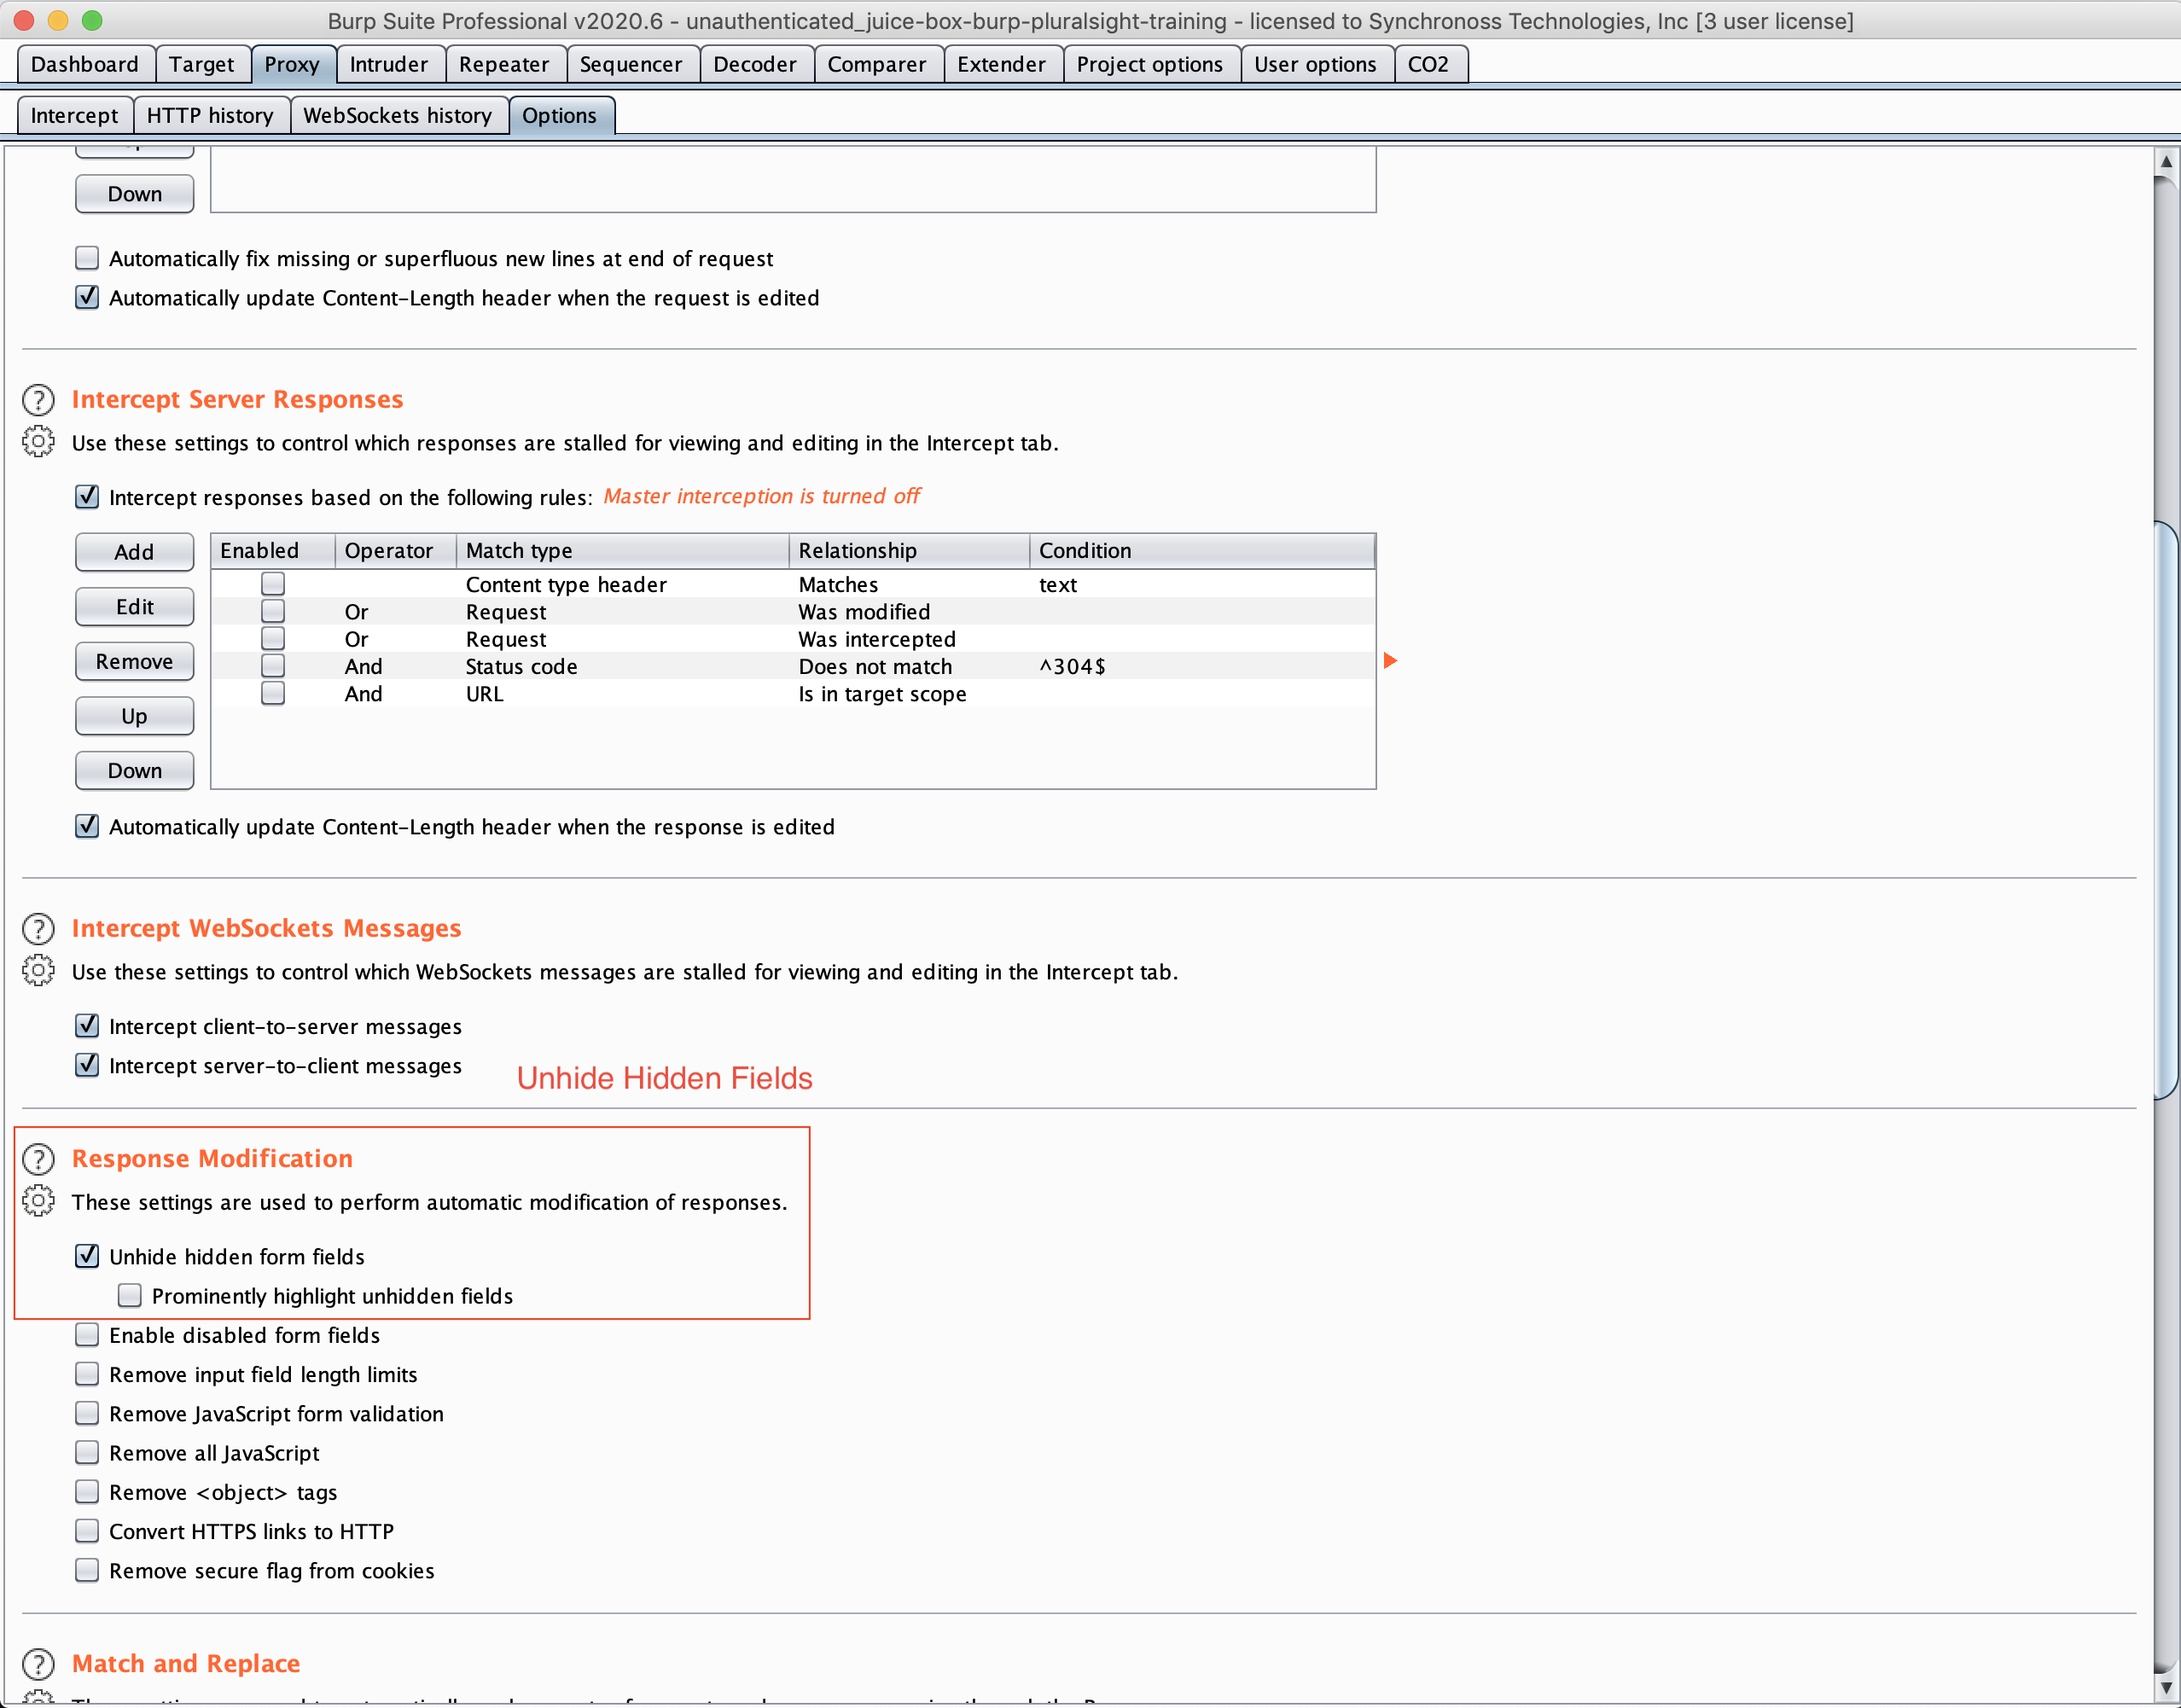 Burp Suite Professional v2020.6 - unauthenticated_juice-box-burp-pluralsight-training - licensed to Synchronoss Technologies, Inc [3 user license]
Dashboard Target Proxy Intruder Repeater Sequencer Decoder Comparer Extender Project options User options CO2
Intercept HTTP history WebSockets history Options
Down
Automatically fix missing or superfluous new lines at end of request
Automatically update Content-Length header when the request is edited
? Intercept Server Responses
Use these settings to control which responses are stalled for viewing and editing in the Intercept tab.
Intercept responses based on the following rules: Master interception is turned off
Add Enabled Operator Match type Relationship Condition
Content type header Matches text
Edit Or Request Was modified
Or Request Was intercepted
Remove And Status code Does not match ^304$
And URL Is in target scope
Up
Down
Automatically update Content-Length header when the response is edited
? Intercept WebSockets Messages
Use these settings to control which WebSockets messages are stalled for viewing and editing in the Intercept tab.
Intercept client-to-server messages
Intercept server-to-client messages
Unhide Hidden Fields
? Response Modification
These settings are used to perform automatic modification of responses.
Unhide hidden form fields
Prominently highlight unhidden fields
Enable disabled form fields
Remove input field length limits
Remove JavaScript form validation
Remove all JavaScript
Remove <object> tags
Convert HTTPS links to HTTP
Remove secure flag from cookies
? Match and Replace